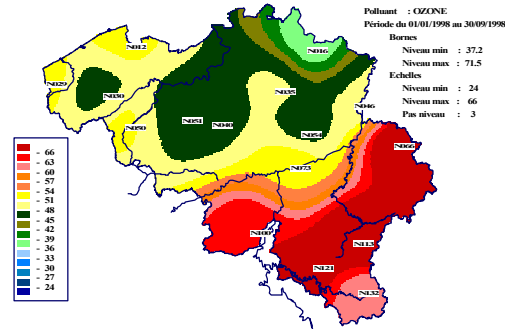 Polluant : OZONE
Période du 01/01/1998 au 30/09/1998
Bornes
Niveau min : 37.2
Niveau max : 71.5
Echelles
Niveau min : 24
Niveau max : 66
Pas niveau : 3
N012
N016
N029
N030
N035
N046
N051
N040
N050
N054
N066
N073
N100
N113
N121
N132
- 66
- 63
- 60
- 57
- 54
- 51
- 48
- 45
- 42
- 39
- 36
- 33
- 30
- 27
- 24